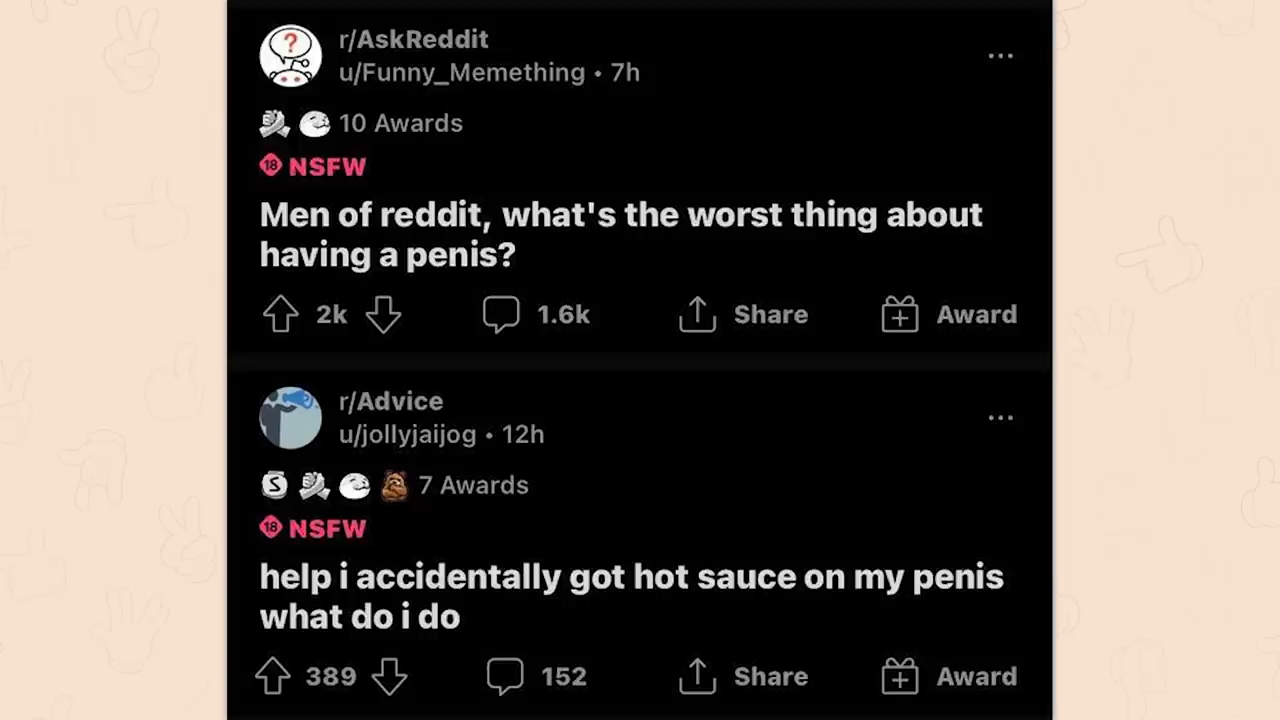 r/AskReddit
u/Funny_Memething • 7h
10 Awards
18 NSFW
Men of reddit, what's the worst thing about
having a penis?
2k 1.6k Share Award
r/Advice
u/jollyjaijog • 12h
S 7 Awards
18 NSFW
help i accidentally got hot sauce on my penis
what do i do
389 152 Share Award